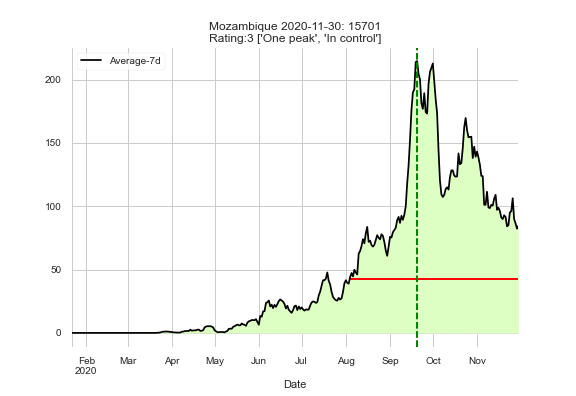 Mozambique 2020-11-30: 15701
Rating:3 ['One peak', 'In control']
Average-7d
200
150
100
50
0
Feb Mar Apr May Jun Jul Aug Sep Oct Nov
2020
Date